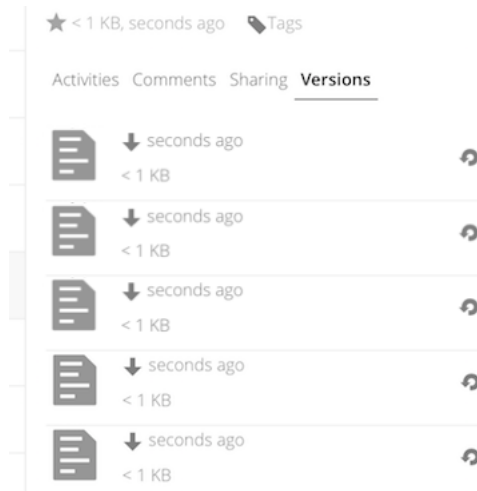 < 1 KB, seconds ago Tags
Activities Comments Sharing Versions
seconds ago
< 1 KB
seconds ago
< 1 KB
seconds ago
< 1 KB
seconds ago
< 1 KB
seconds ago
< 1 KB